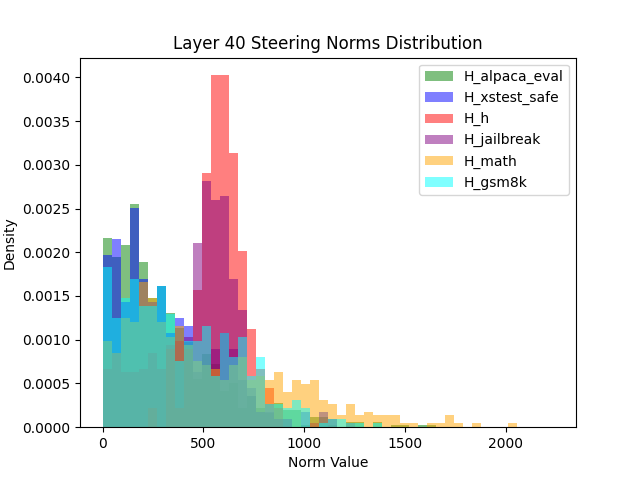 Layer 40 Steering Norms Distribution
0.0040
0.0035
0.0030
0.0025
0.0020
0.0015
0.0010
0.0005
0.0000
Density
H_alpaca_eval
H_xstest_safe
H_h
H_jailbreak
H_math
H_gsm8k
0
500
1000
1500
2000
Norm Value